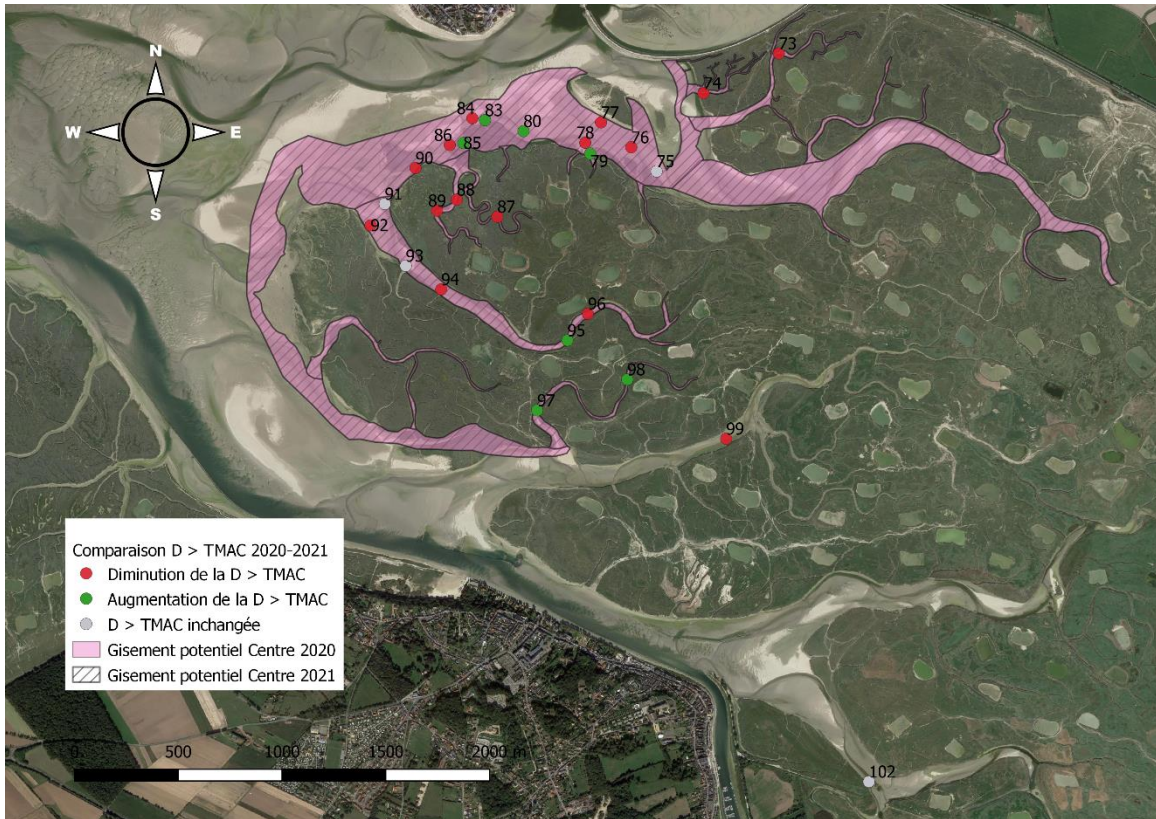 N
W
E
S
73
74
84
83
80
77
86
85
78
79
76
75
90
91
89
88
87
92
93
94
96
95
98
97
99
102
Comparaison D > TMAC 2020-2021
Diminution de la D > TMAC
Augmentation de la D > TMAC
D > TMAC inchangée
Gisement potentiel Centre 2020
Gisement potentiel Centre 2021
0 500 1000 1500 2000 m